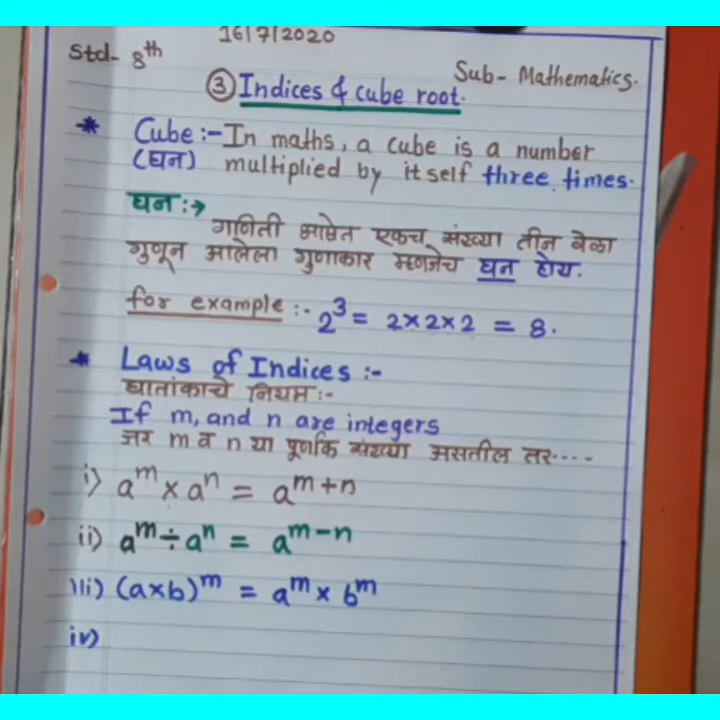 16/7/2020
Std- 8th
Sub- Mathematics.
③ Indices & cube root.
* Cube :- In maths, a cube is a number
(घन) multiplied by itself three times.
घन :→
गणिती भाषेत एकच संख्या तीन वेळा
गुणून आलेला गुणाकार म्हणजेच घन होय.
for example :- 2³ = 2×2×2 = 8.
* Laws of Indices :-
घातांकाचे नियम :-
If m, and n are integers
जर m व n या पूर्णांक संख्या असतील तर....
i) aᵐ × aⁿ = aᵐ⁺ⁿ
ii) aᵐ ÷ aⁿ = aᵐ⁻ⁿ
iii) (a×b)ᵐ = aᵐ × bᵐ
iv)